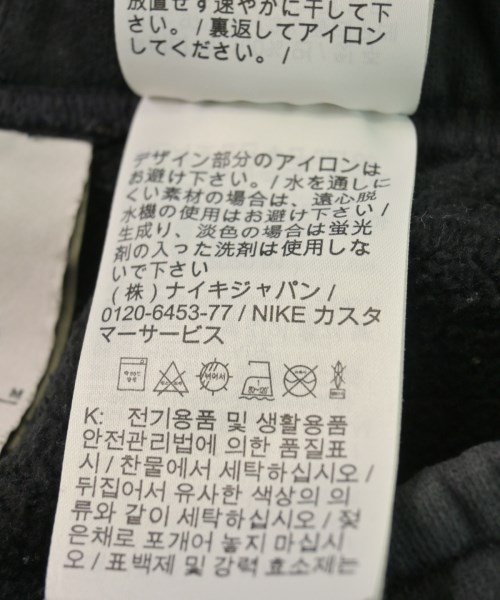 放置せず速やかに干して下
さい。/ 裏返してアイロン
してください。/
デザイン部分のアイロンは
お避け下さい。/ 水を通しに
くい素材の場合は、遠心脱
水機の使用はお避け下さい /
生成り、淡色の場合は蛍光
剤の入った洗剤は使用しな
いで下さい
(株) ナイキジャパン /
0120-6453-77 / NIKE カスタ
マーサービス
K: 전기용품 및 생활용품
안전관리법에 의한 품질표
시 / 찬물에서 세탁하십시오 /
뒤집어서 유사한 색상의 의
류와 같이 세탁하십시오 / 젖
은채로 포개어 놓지 마십시
오 / 표백제 및 강력 효소제는